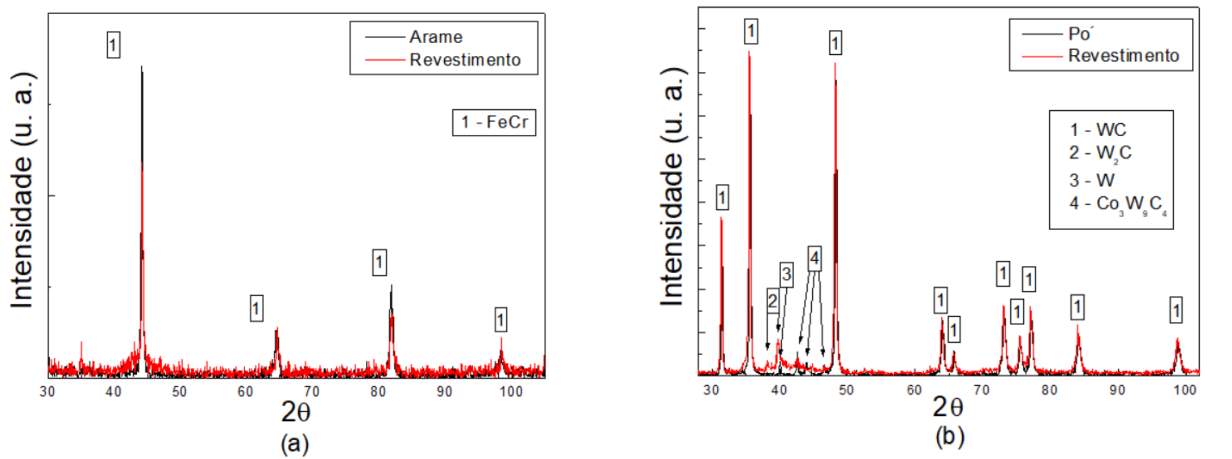 Intensidade (u. a.)
1
Arame
Revestimento
1 - FeCr
1
1
1
30 40 50 60 70 80 90 100
2θ
(a)
Intensidade (u. a.)
1
1
Po´
Revestimento
1 - WC
2 - W₂C
3 - W
4 - Co₃W₉C₄
1
4
3
2
1
1
1
1
1
1
1
30 40 50 60 70 80 90 100
2θ
(b)